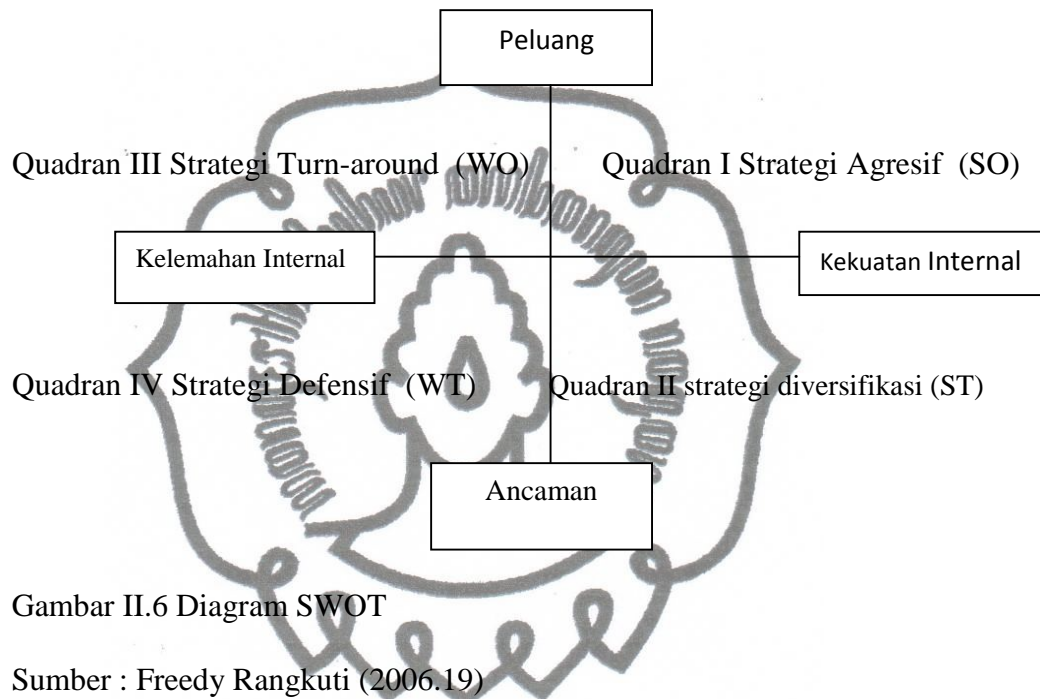 Peluang
Quadran III Strategi Turn-around (WO) Quadran I Strategi Agresif (SO)
Kelemahan Internal Kekuatan Internal
Quadran IV Strategi Defensif (WT) Quadran II strategi diversifikasi (ST)
Ancaman
Gambar II.6 Diagram SWOT
Sumber : Freedy Rangkuti (2006.19)